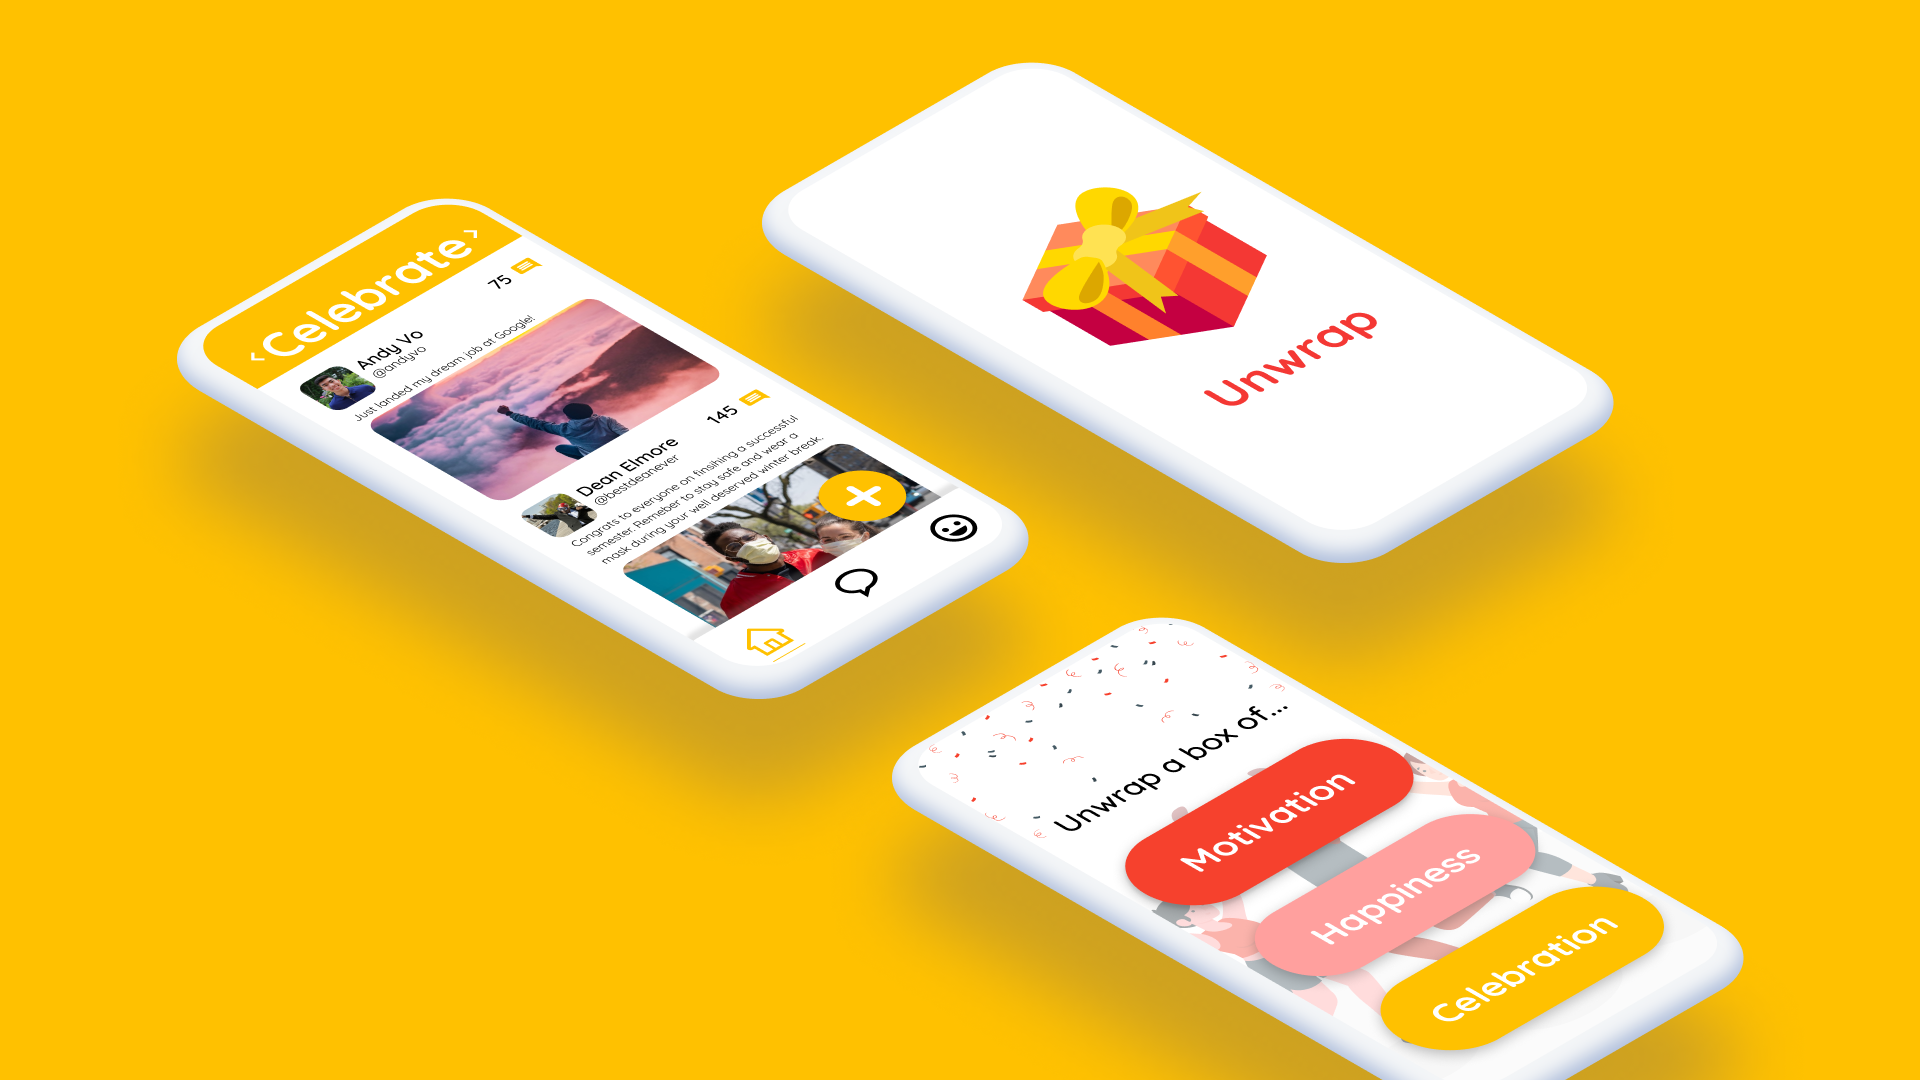 ‹Celebrate›
75
Andy Vo
@andyvo
Just landed my dream job at Google!
145
Dean Elmore
@bestdeanever
Congrats to everyone on finsihing a successful
semester. Remeber to stay safe and wear a
mask during your well deserved winter break.
Unwrap
Unwrap a box of...
Motivation
Happiness
Celebration